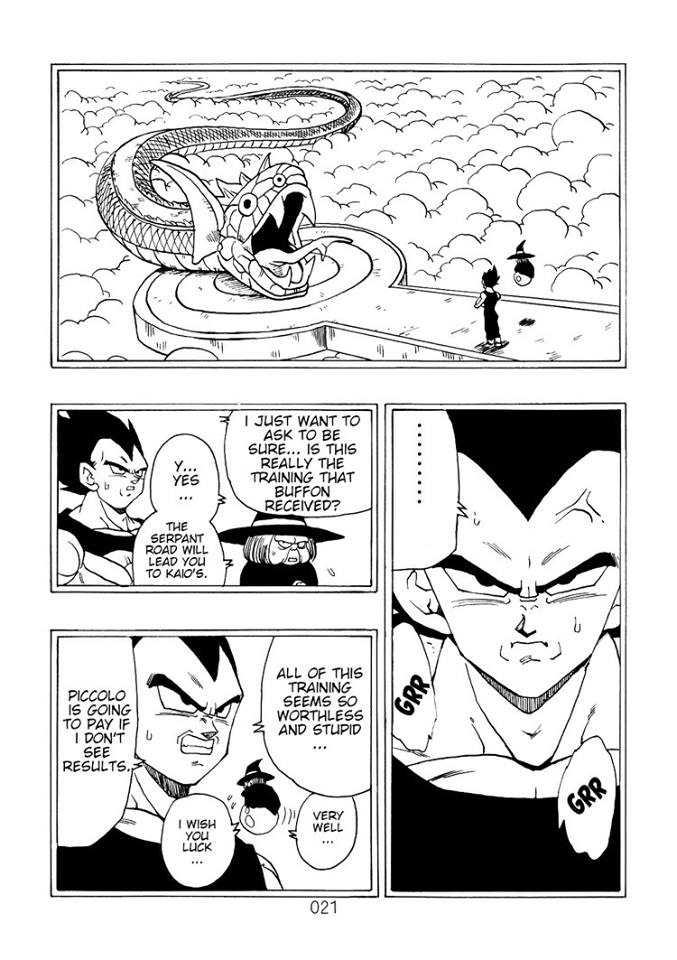 ........
GRR
GRR
I JUST WANT TO
ASK TO BE
SURE... IS THIS
REALLY THE
TRAINING THAT
BUFFON
RECEIVED?
Y...
YES
...
THE
SERPANT
ROAD WILL
LEAD YOU
TO KAIO'S.
ALL OF THIS
TRAINING
SEEMS SO
WORTHLESS
AND STUPID
...
PICCOLO
IS GOING
TO PAY IF
I DON'T
SEE
RESULTS.
VERY
WELL
...
I WISH
YOU
LUCK
...
021